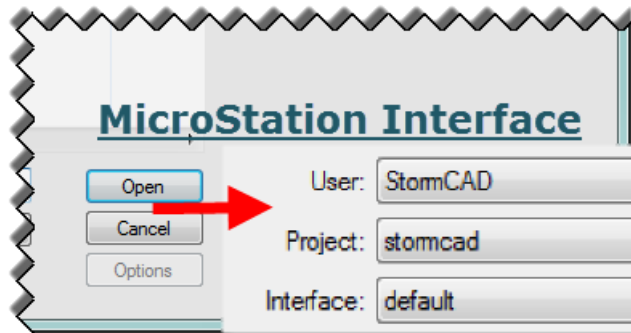 MicroStation Interface
Open
User: StormCAD
Cancel
Project: stormcad
Options
Interface: default